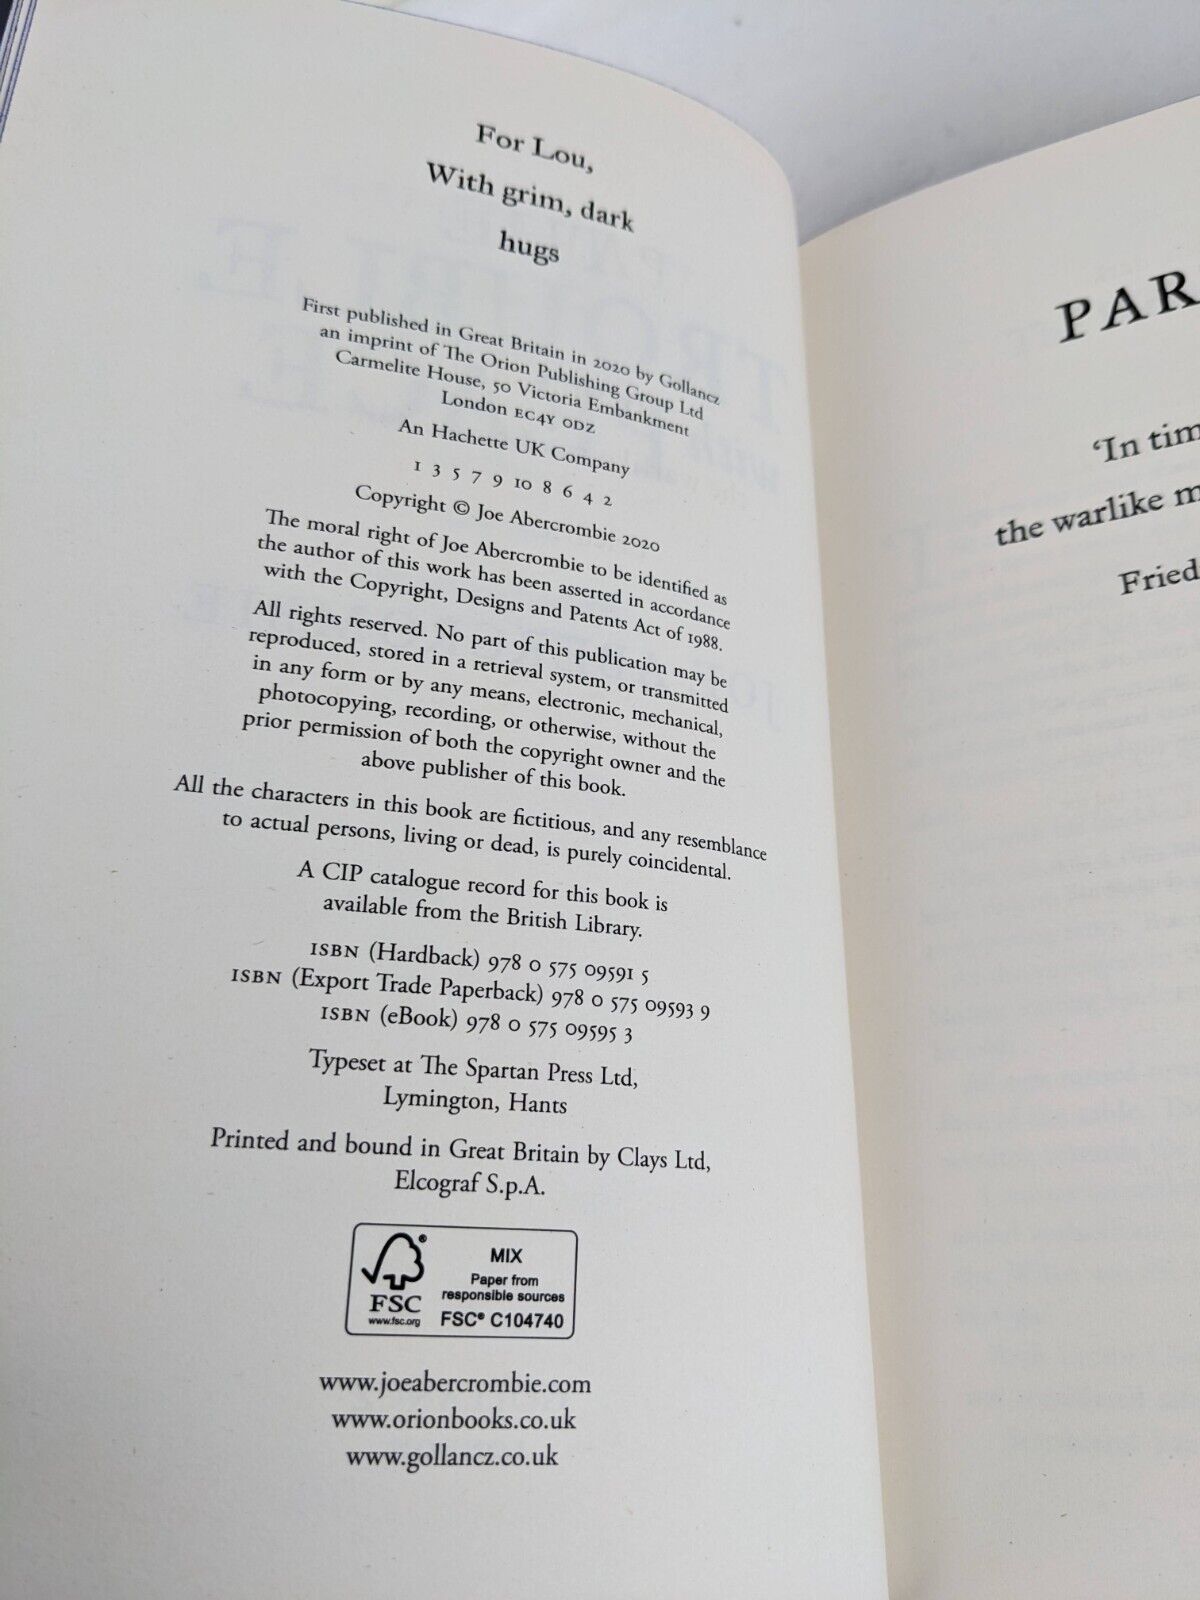 For Lou,
With grim, dark
hugs
First published in Great Britain in 2020 by Gollancz
an imprint of The Orion Publishing Group Ltd
Carmelite House, 50 Victoria Embankment
London EC4Y 0DZ
An Hachette UK Company
1 3 5 7 9 10 8 6 4 2
Copyright © Joe Abercrombie 2020
The moral right of Joe Abercrombie to be identified as
the author of this work has been asserted in accordance
with the Copyright, Designs and Patents Act of 1988.
All rights reserved. No part of this publication may be
reproduced, stored in a retrieval system, or transmitted
in any form or by any means, electronic, mechanical,
photocopying, recording, or otherwise, without the
prior permission of both the copyright owner and the
above publisher of this book.
All the characters in this book are fictitious, and any resemblance
to actual persons, living or dead, is purely coincidental.
A CIP catalogue record for this book is
available from the British Library.
ISBN (Hardback) 978 0 575 09591 5
ISBN (Export Trade Paperback) 978 0 575 09593 9
ISBN (eBook) 978 0 575 09595 3
Typeset at The Spartan Press Ltd,
Lymington, Hants
Printed and bound in Great Britain by Clays Ltd,
Elcograf S.p.A.
FSC®
www.fsc.org
MIX
Paper from
responsible sources
FSC® C104740
www.joeabercrombie.com
www.orionbooks.co.uk
www.gollancz.co.uk
PAR
‘In tim
the warlike m
Fried